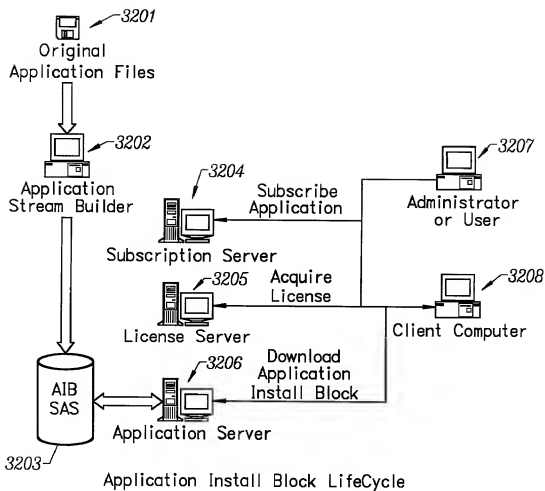 3201
Original
Application Files
3202
Application
Stream Builder
3204
Subscribe
Application
Subscription Server
3207
Administrator
or User
3205
Acquire
License
License Server
3208
Client Computer
AIB
SAS
3203
3206
Download
Application
Install Block
Application Server
Application Install Block LifeCycle